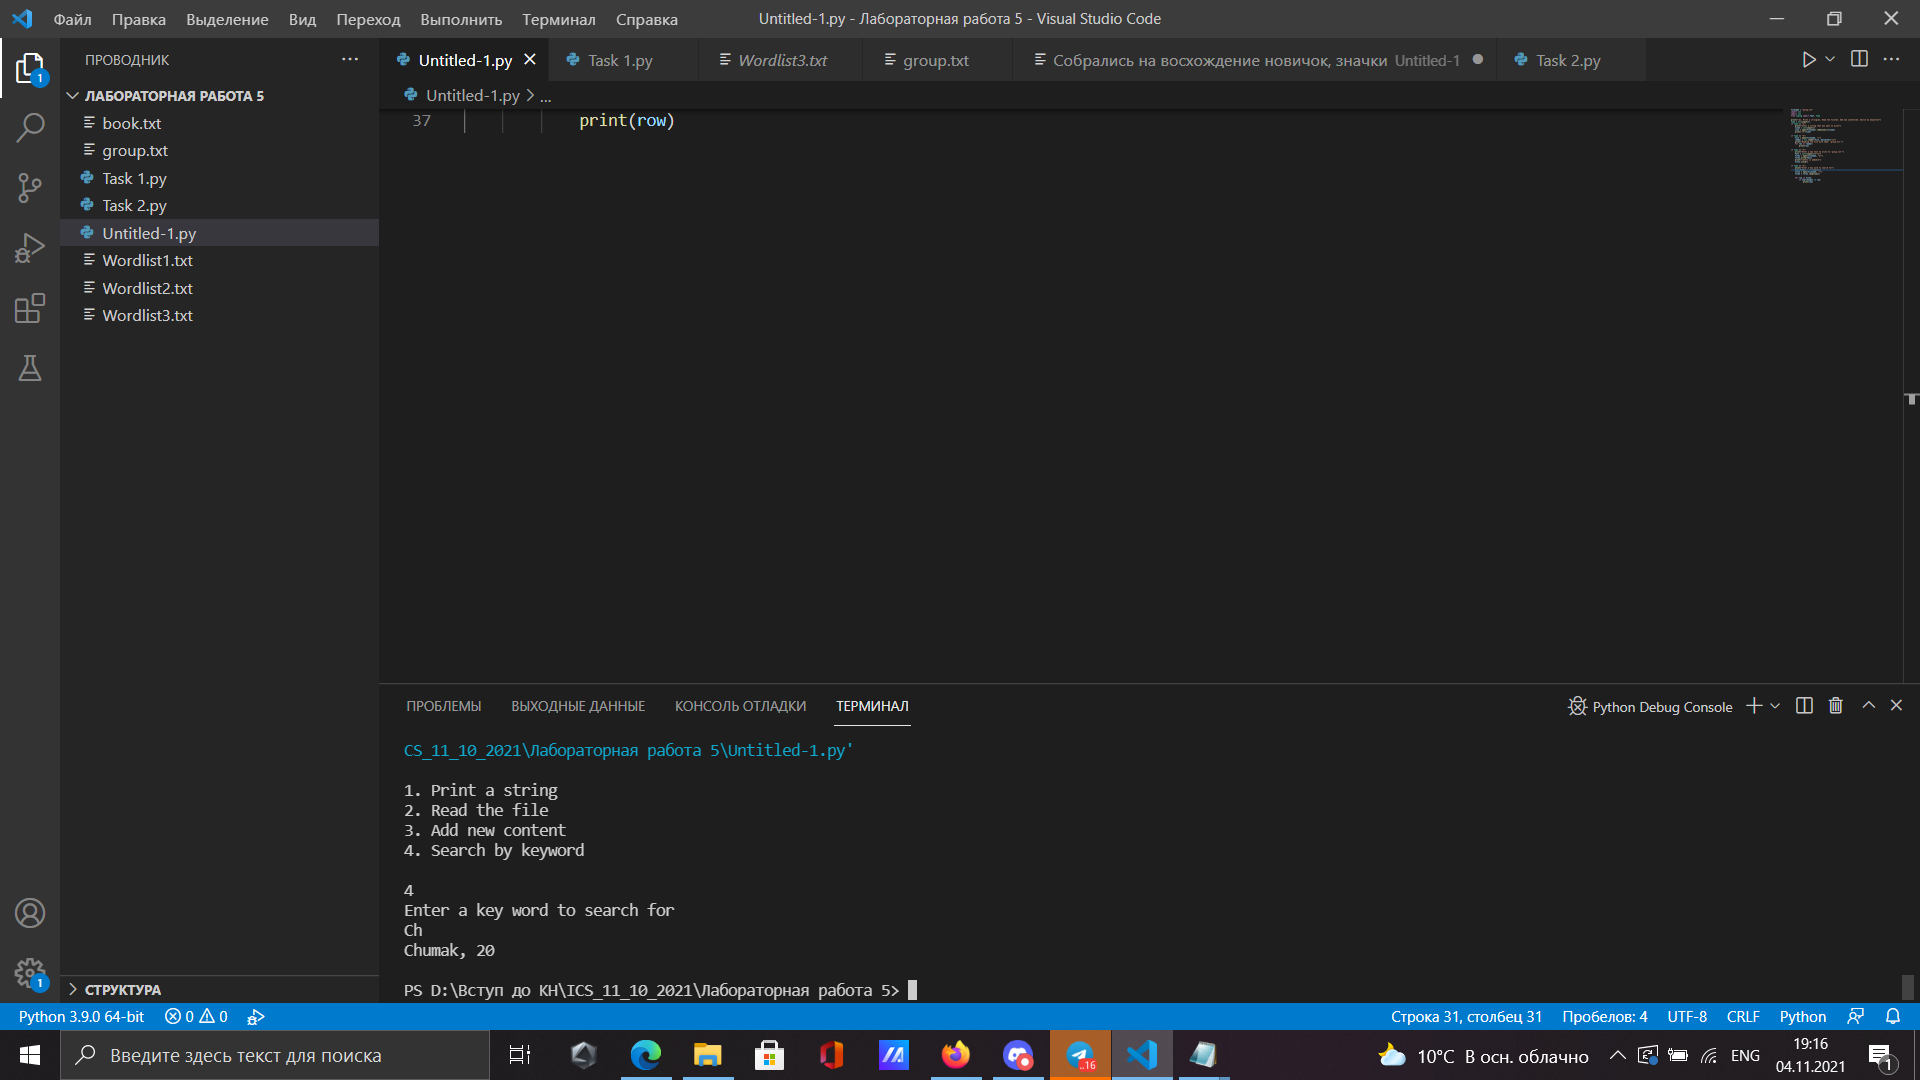 Файл Правка Выделение Вид Переход Выполнить Терминал Справка
Untitled-1.py - Лабораторная работа 5 - Visual Studio Code
ПРОВОДНИК
ЛАБОРАТОРНАЯ РАБОТА 5
book.txt
group.txt
Task 1.py
Task 2.py
Untitled-1.py
Wordlist1.txt
Wordlist2.txt
Wordlist3.txt
СТРУКТУРА
1
1
Untitled-1.py Task 1.py Wordlist3.txt group.txt Собрались на восхождение новичок, значки Untitled-1 Task 2.py
Untitled-1.py > ...
37 print(row)
ПРОБЛЕМЫ ВЫХОДНЫЕ ДАННЫЕ КОНСОЛЬ ОТЛАДКИ ТЕРМИНАЛ
Python Debug Console
CS_11_10_2021\Лабораторная работа 5\Untitled-1.py'
1. Print a string
2. Read the file
3. Add new content
4. Search by keyword
4
Enter a key word to search for
Ch
Chumak, 20
PS D:\Вступ до КН\ICS_11_10_2021\Лабораторная работа 5>
Python 3.9.0 64-bit 0 0
Строка 31, столбец 31 Пробелов: 4 UTF-8 CRLF Python
Введите здесь текст для поиска
..16
10°C В осн. облачно
ENG
19:16
04.11.2021
1